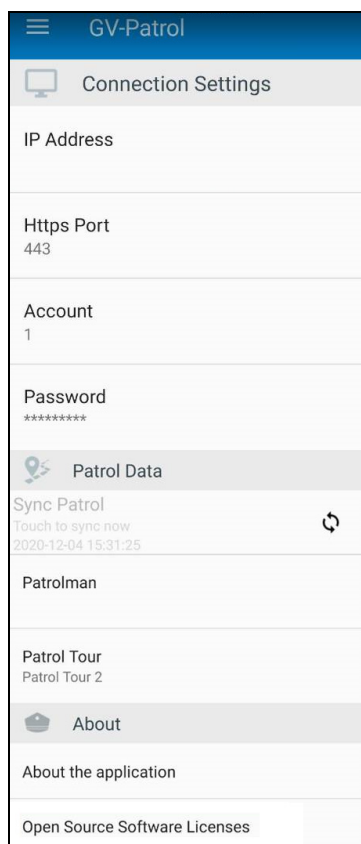 GV-Patrol
Connection Settings
IP Address
Https Port
443
Account
1
Password
*********
Patrol Data
Sync Patrol
Touch to sync now
2020-12-04 15:31:25
Patrolman
Patrol Tour
Patrol Tour 2
About
About the application
Open Source Software Licenses